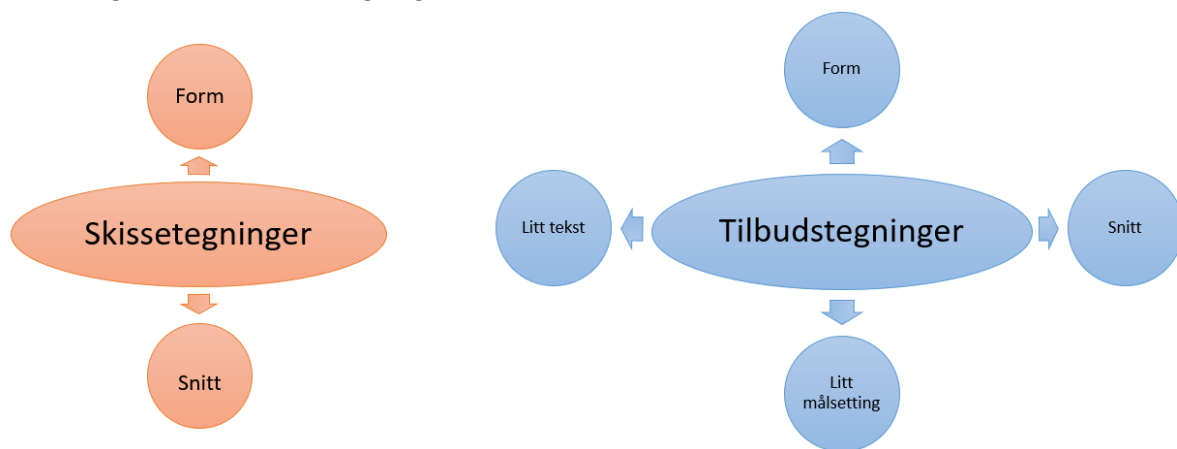 Form
Skissetegninger
Snitt
Form
Litt tekst
Tilbudstegninger
Snitt
Litt
målsetting